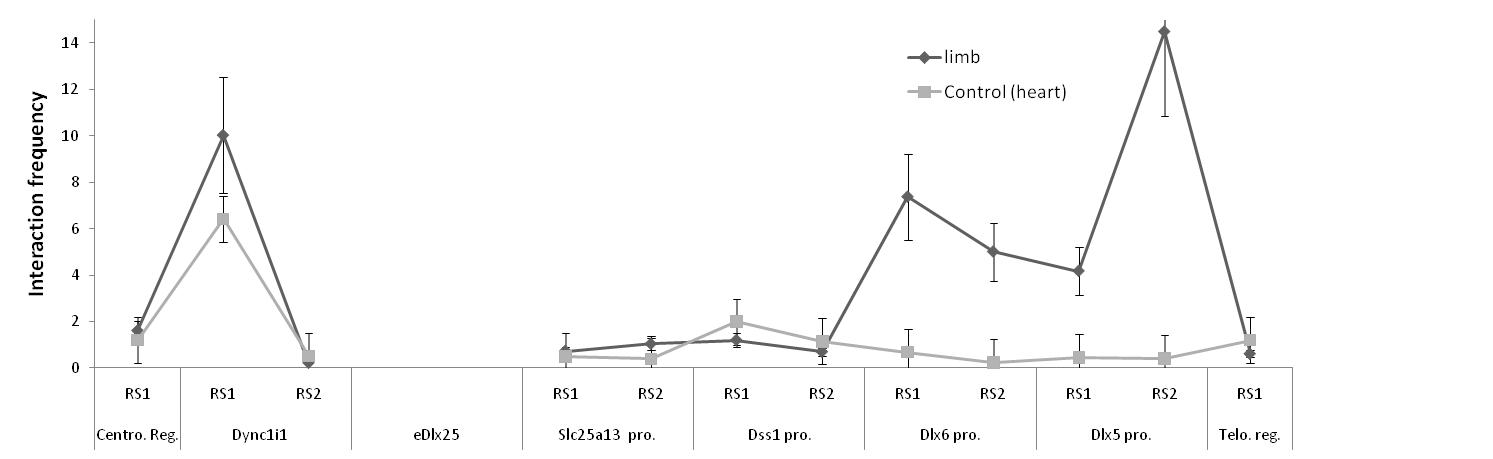 Interaction frequency
14
12
10
8
6
4
2
0
limb
Control (heart)
RS1 RS1 RS2 RS1 RS2 RS1 RS2 RS1 RS2 RS1 RS2 RS1
Centro. Reg. Dync1i1 eDlx25 Slc25a13 pro. Dss1 pro. Dlx6 pro. Dlx5 pro. Telo. reg.